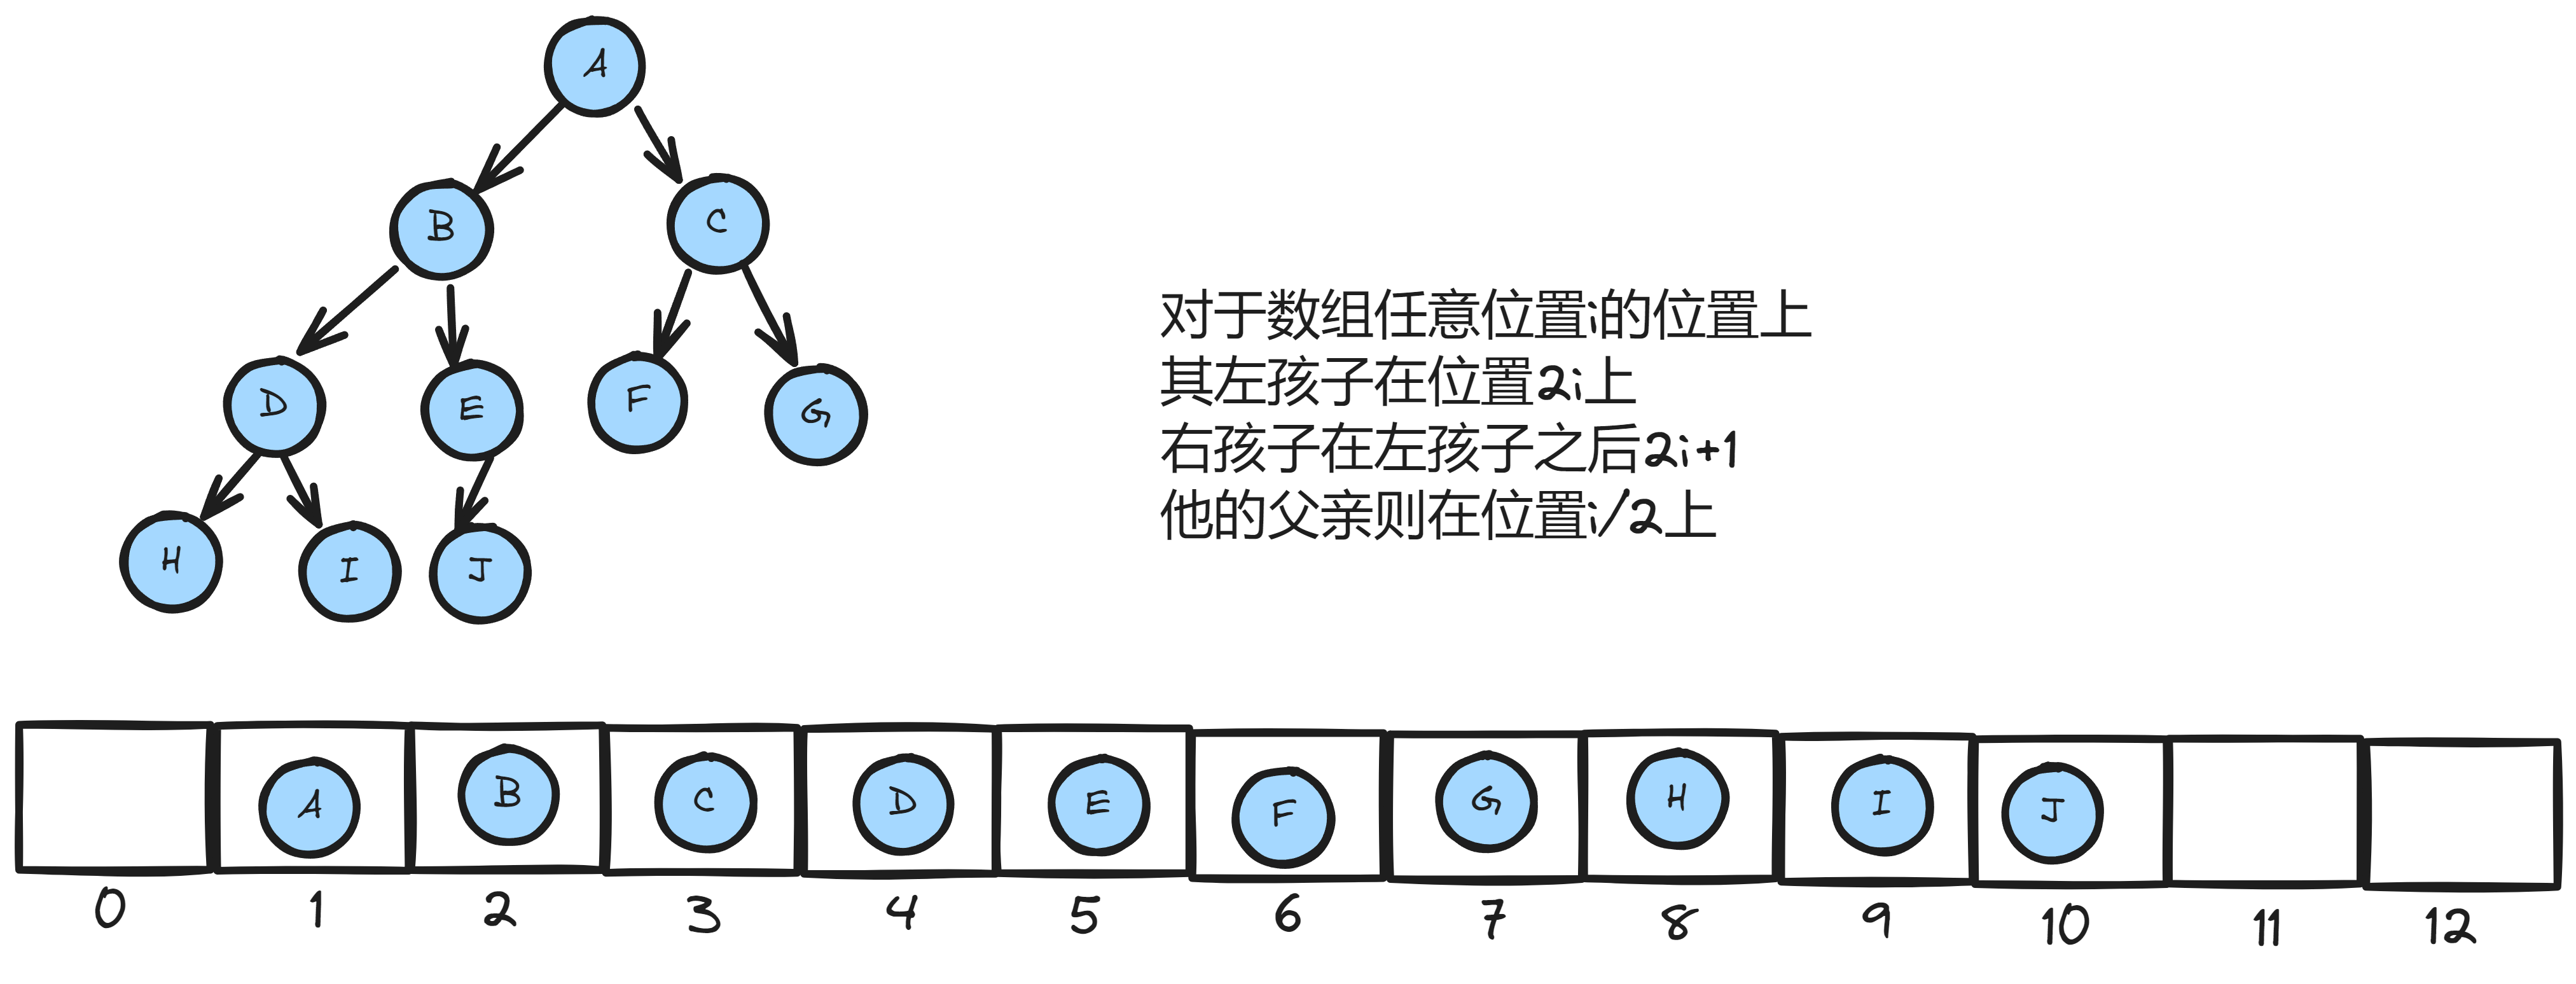 A
B C
D E F G
H I J
对于数组任意位置i的位置上
其左孩子在位置2i上
右孩子在左孩子之后2i+1
他的父亲则在位置i/2上
A B C D E F G H I J
0 1 2 3 4 5 6 7 8 9 10 11 12